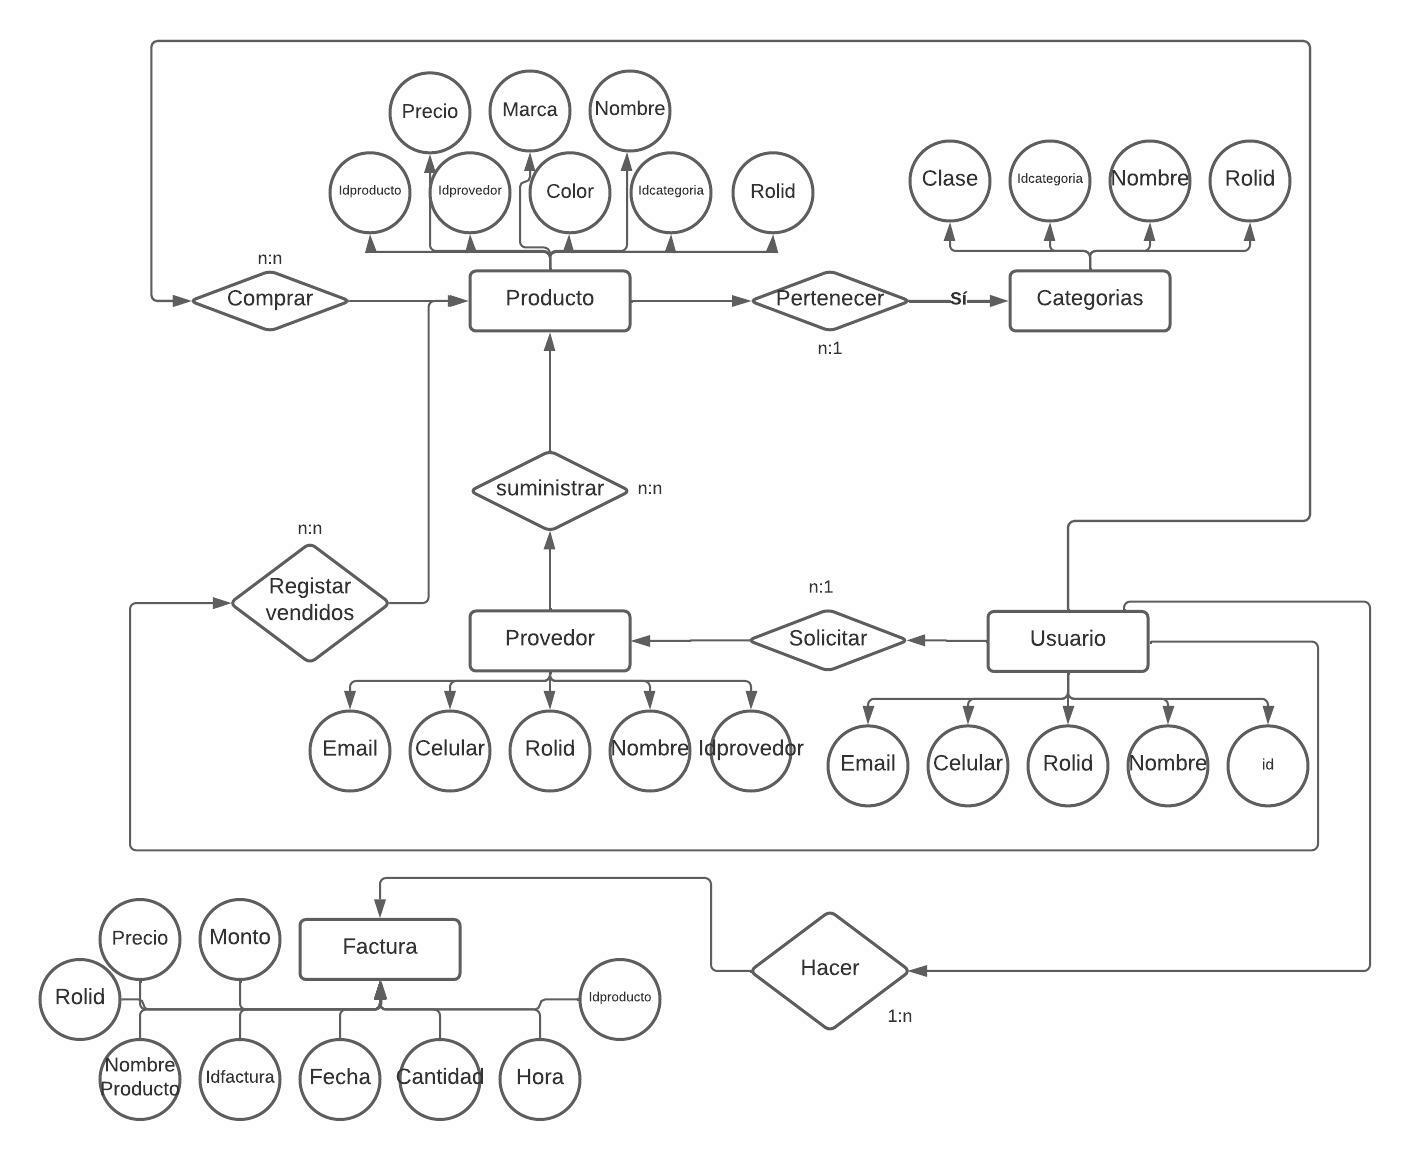 Precio
Marca
Nombre
Idproducto
Idprovedor
Color
Idcategoria
Rolid
Clase
Idcategoria
Nombre
Rolid
n:n
Comprar
Producto
Pertenecer
Sí
Categorias
n:1
suministrar
n:n
n:n
Registar
vendidos
n:1
Provedor
Solicitar
Usuario
Email
Celular
Rolid
Nombre
Idprovedor
Email
Celular
Rolid
Nombre
id
Precio
Monto
Factura
Hacer
Rolid
Idproducto
1:n
Nombre
Producto
Idfactura
Fecha
Cantidad
Hora